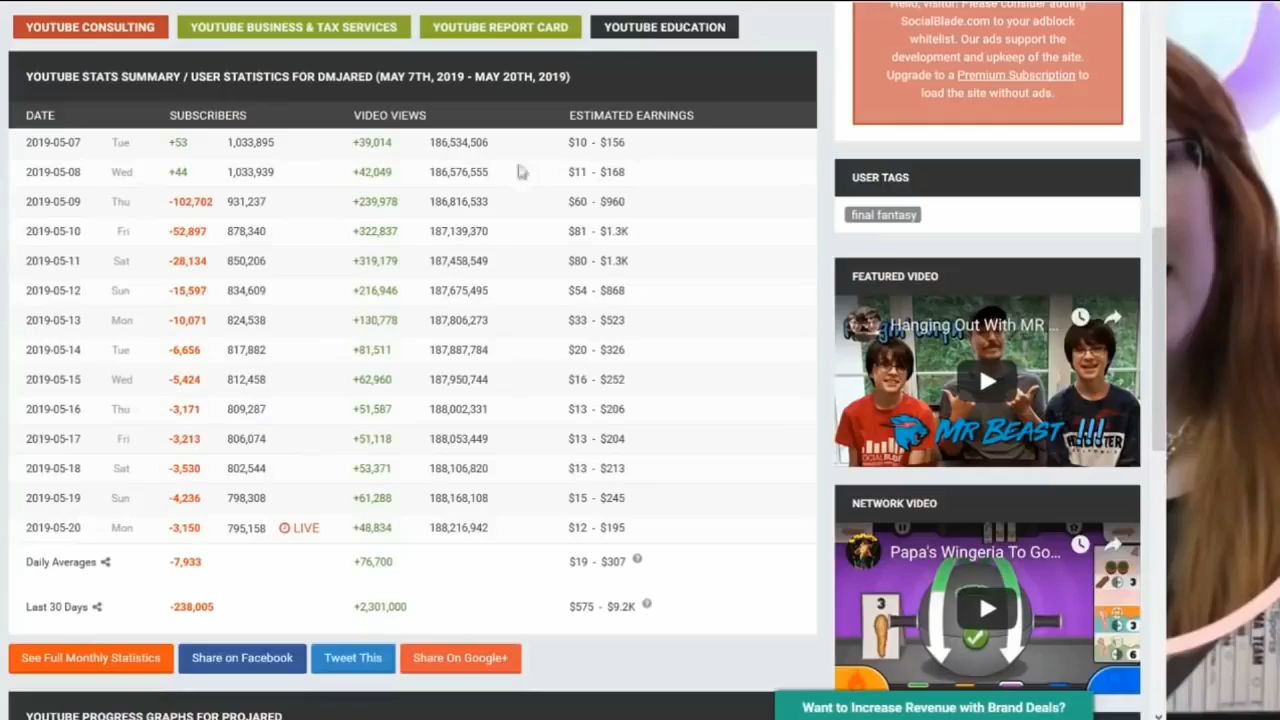 YOUTUBE CONSULTING YOUTUBE BUSINESS & TAX SERVICES YOUTUBE REPORT CARD YOUTUBE EDUCATION
YOUTUBE STATS SUMMARY / USER STATISTICS FOR DMJARED (MAY 7TH, 2019 - MAY 20TH, 2019)
DATE SUBSCRIBERS VIDEO VIEWS ESTIMATED EARNINGS
2019-05-07 Tue +53 1,033,895 +39,014 186,534,506 $10 - $156
2019-05-08 Wed +44 1,033,939 +42,049 186,576,555 $11 - $168
2019-05-09 Thu -102,702 931,237 +239,978 186,816,533 $60 - $960
2019-05-10 Fri -52,897 878,340 +322,837 187,139,370 $81 - $1.3K
2019-05-11 Sat -28,134 850,206 +319,179 187,458,549 $80 - $1.3K
2019-05-12 Sun -15,597 834,609 +216,946 187,675,495 $54 - $868
2019-05-13 Mon -10,071 824,538 +130,778 187,806,273 $33 - $523
2019-05-14 Tue -6,656 817,882 +81,511 187,887,784 $20 - $326
2019-05-15 Wed -5,424 812,458 +62,960 187,950,744 $16 - $252
2019-05-16 Thu -3,171 809,287 +51,587 188,002,331 $13 - $206
2019-05-17 Fri -3,213 806,074 +51,118 188,053,449 $13 - $204
2019-05-18 Sat -3,530 802,544 +53,371 188,106,820 $13 - $213
2019-05-19 Sun -4,236 798,308 +61,288 188,168,108 $15 - $245
2019-05-20 Mon -3,150 795,158 LIVE +48,834 188,216,942 $12 - $195
Daily Averages -7,933 +76,700 $19 - $307
Last 30 Days -238,005 +2,301,000 $575 - $9.2K
See Full Monthly Statistics Share on Facebook Tweet This Share On Google+
YOUTUBE PROGRESS GRAPHS FOR PROJARED
Hello, visitor! Please consider adding
SocialBlade.com to your adblock
whitelist. Our ads support the
development and upkeep of the site.
Upgrade to a Premium Subscription to
load the site without ads.
USER TAGS
final fantasy
FEATURED VIDEO
Hanging Out With MR ...
MR BEAST !!!
NETWORK VIDEO
Papa's Wingeria To Go...
3
3
3
6
Want to Increase Revenue with Brand Deals?